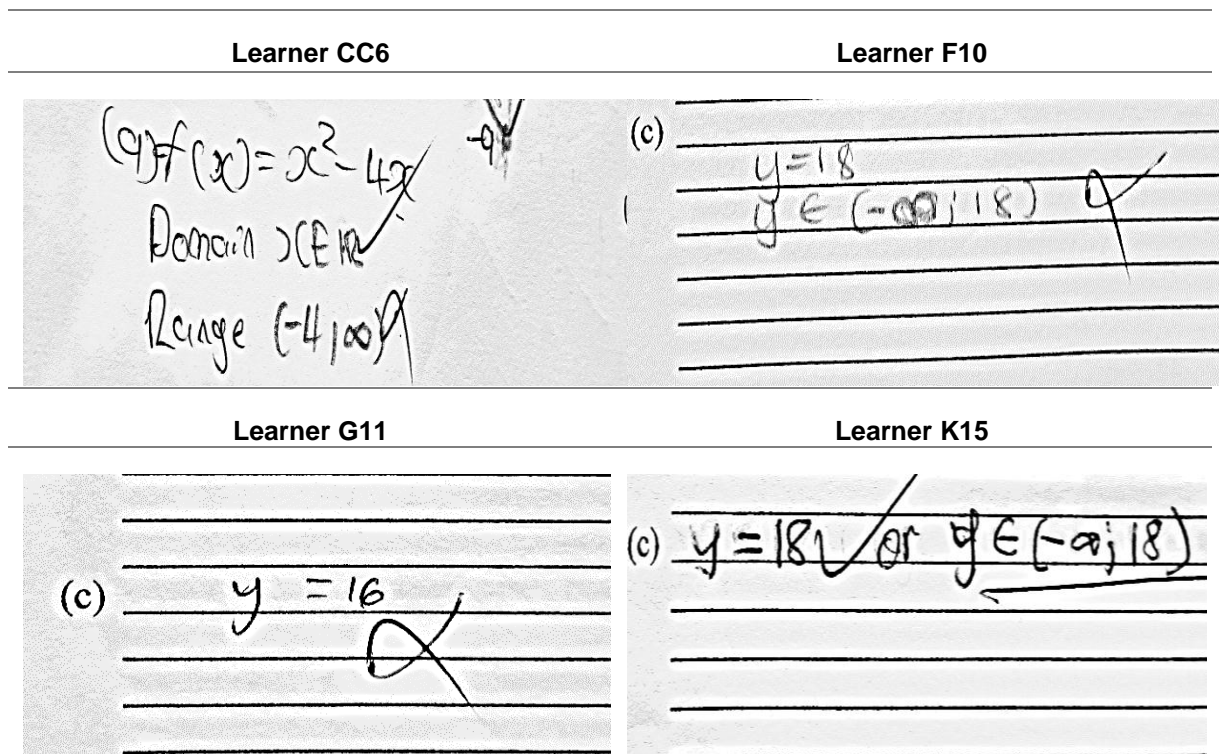 Learner CC6
Learner F10
(a) f(x) = x² - 4x
Domain x ∈ ℝ
Range (-4; ∞)
-9
(c)
y = 18
y ∈ (-∞; 18)
Learner G11
Learner K15
(c) y = 16
(c) y = 18 or y ∈ (-∞; 18)